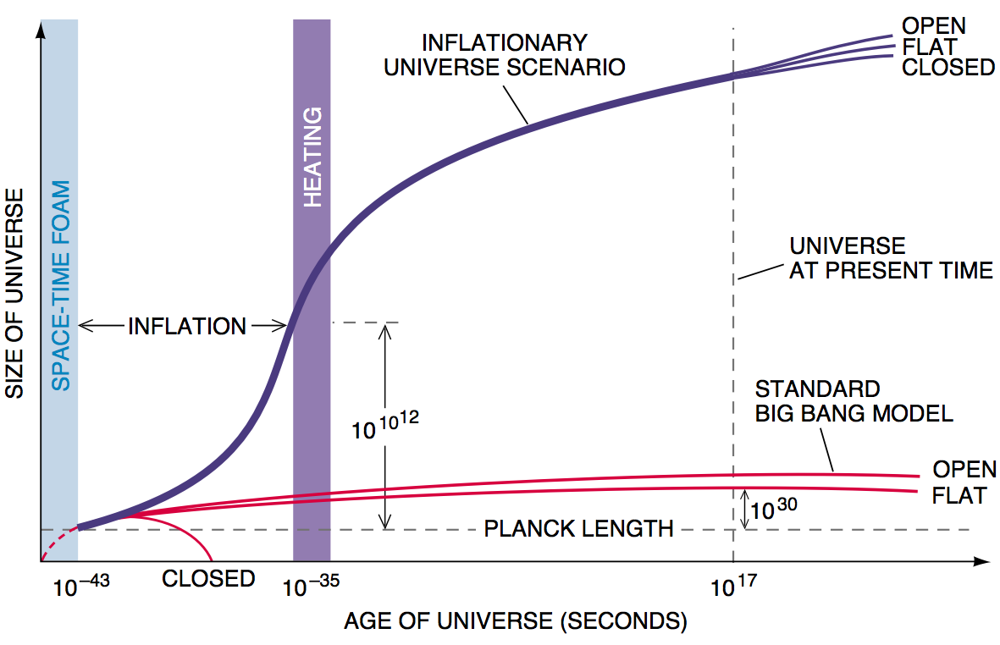 OPEN
FLAT
CLOSED
INFLATIONARY
UNIVERSE SCENARIO
HEATING
SPACE-TIME FOAM
SIZE OF UNIVERSE
UNIVERSE
AT PRESENT TIME
INFLATION
STANDARD
BIG BANG MODEL
10^10^12
OPEN
FLAT
10^30
PLANCK LENGTH
CLOSED
10^–43
10^–35
10^17
AGE OF UNIVERSE (SECONDS)